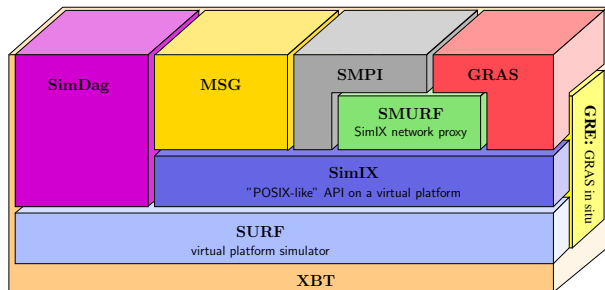 SimDag
MSG
SMPI
GRAS
SMURF
SimIX network proxy
GRE: GRAS in situ
SimIX
"POSIX-like" API on a virtual platform
SURF
virtual platform simulator
XBT